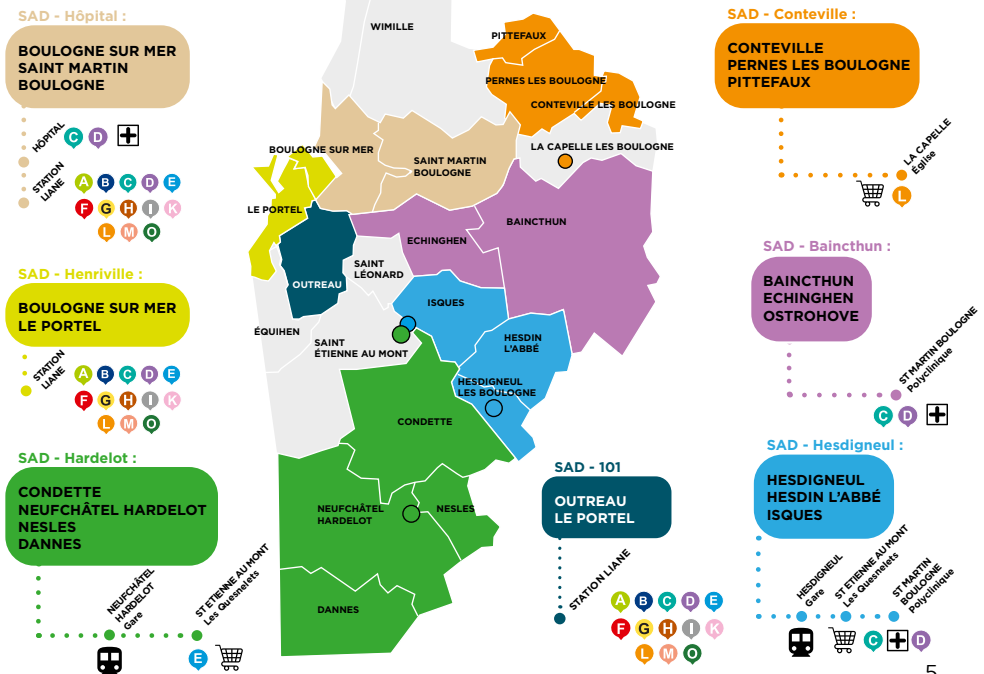 SAD - Hôpital :
BOULOGNE SUR MER
SAINT MARTIN
BOULOGNE
HÔPITAL
C D
STATION
LIANE
A B C D E
F G H I K
L M O
SAD - Henriville :
BOULOGNE SUR MER
LE PORTEL
STATION
LIANE
A B C D E
F G H I K
L M O
SAD - Hardelot :
CONDETTE
NEUFCHÂTEL HARDELOT
NESLES
DANNES
NEUFCHÂTEL
HARDELOT
Gare
ST ETIENNE AU MONT
Les Quesnelets
E
WIMILLE
PITTEFAUX
PERNES LES BOULOGNE
CONTEVILLE LES BOULOGNE
LA CAPELLE LES BOULOGNE
BOULOGNE SUR MER
SAINT MARTIN
BOULOGNE
LE PORTEL
BAINCTHUN
ECHINGHEN
SAINT
LÉONARD
OUTREAU
ISQUES
ÉQUIHEN
SAINT
ÉTIENNE AU MONT
HESDIN
L'ABBÉ
HESDIGNEUL
LES BOULOGNE
CONDETTE
NEUFCHÂTEL
HARDELOT
NESLES
DANNES
SAD - 101
OUTREAU
LE PORTEL
STATION LIANE
A B C D E
F G H I K
L M O
SAD - Conteville :
CONTEVILLE
PERNES LES BOULOGNE
PITTEFAUX
LA CAPELLE
Église
L
SAD - Baincthun :
BAINCTHUN
ECHINGHEN
OSTROHOVE
ST MARTIN BOULOGNE
Polyclinique
C D
SAD - Hesdigneul :
HESDIGNEUL
HESDIN L'ABBÉ
ISQUES
HESDIGNEUL
Gare
ST ETIENNE AU MONT
Les Quesnelets
ST MARTIN
BOULOGNE
Polyclinique
C D
5